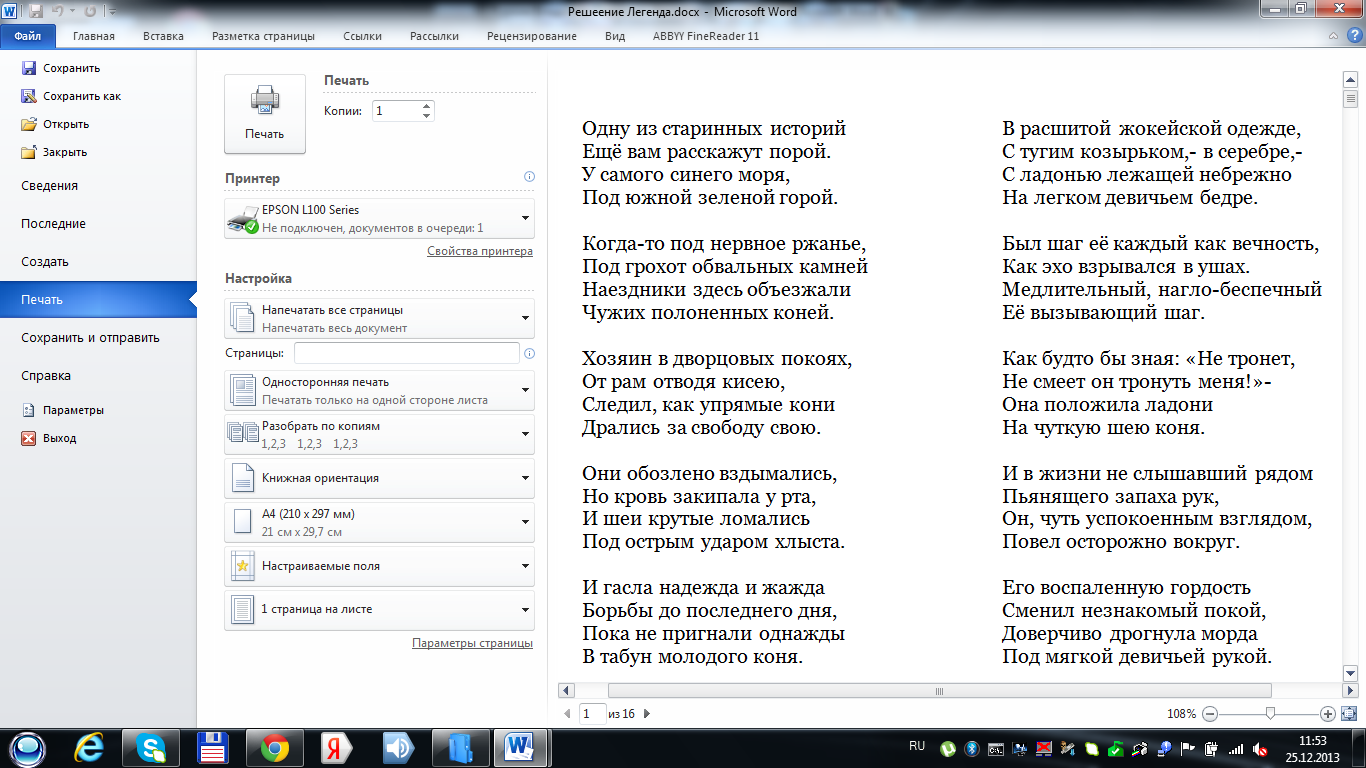 Решеение Легенда.docx - Microsoft Word
Файл
Главная
Вставка
Разметка страницы
Ссылки
Рассылки
Рецензирование
Вид
ABBYY FineReader 11
Сохранить
Сохранить как
Открыть
Закрыть
Сведения
Последние
Создать
Печать
Сохранить и отправить
Справка
Параметры
Выход
Печать
Печать
Копии: 1
Принтер
EPSON L100 Series
Не подключен, документов в очереди: 1
Свойства принтера
Настройка
Напечатать все страницы
Напечатать весь документ
Страницы:
Односторонняя печать
Печатать только на одной стороне листа
Разобрать по копиям
1,2,3 1,2,3 1,2,3
Книжная ориентация
A4 (210 x 297 мм)
21 см x 29,7 см
Настраиваемые поля
1 страница на листе
Параметры страницы
Одну из старинных историй
Ещё вам расскажут порой.
У самого синего моря,
Под южной зеленой горой.
Когда-то под нервное ржанье,
Под грохот обвальных камней
Наездники здесь объезжали
Чужих полоненных коней.
Хозяин в дворцовых покоях,
От рам отводя кисею,
Следил, как упрямые кони
Дрались за свободу свою.
Они обозлено вздымались,
Но кровь закипала у рта,
И шеи крутые ломались
Под острым ударом хлыста.
И гасла надежда и жажда
Борьбы до последнего дня,
Пока не пригнали однажды
В табун молодого коня.
В расшитой жокейской одежде,
С тугим козырьком,- в серебре,-
С ладонью лежащей небрежно
На легком девичьем бедре.
Был шаг её каждый как вечность,
Как эхо взрывался в ушах.
Медлительный, нагло-беспечный
Её вызывающий шаг.
Как будто бы зная: «Не тронет,
Не смеет он тронуть меня!»-
Она положила ладони
На чуткую шею коня.
И в жизни не слышавший рядом
Пьянящего запаха рук,
Он, чуть успокоенным взглядом,
Повел осторожно вокруг.
Его воспаленную гордость
Сменил незнакомый покой,
Доверчиво дрогнула морда
Под мягкой девичьей рукой.
1 из 16
108%
RU
11:53
25.12.2013